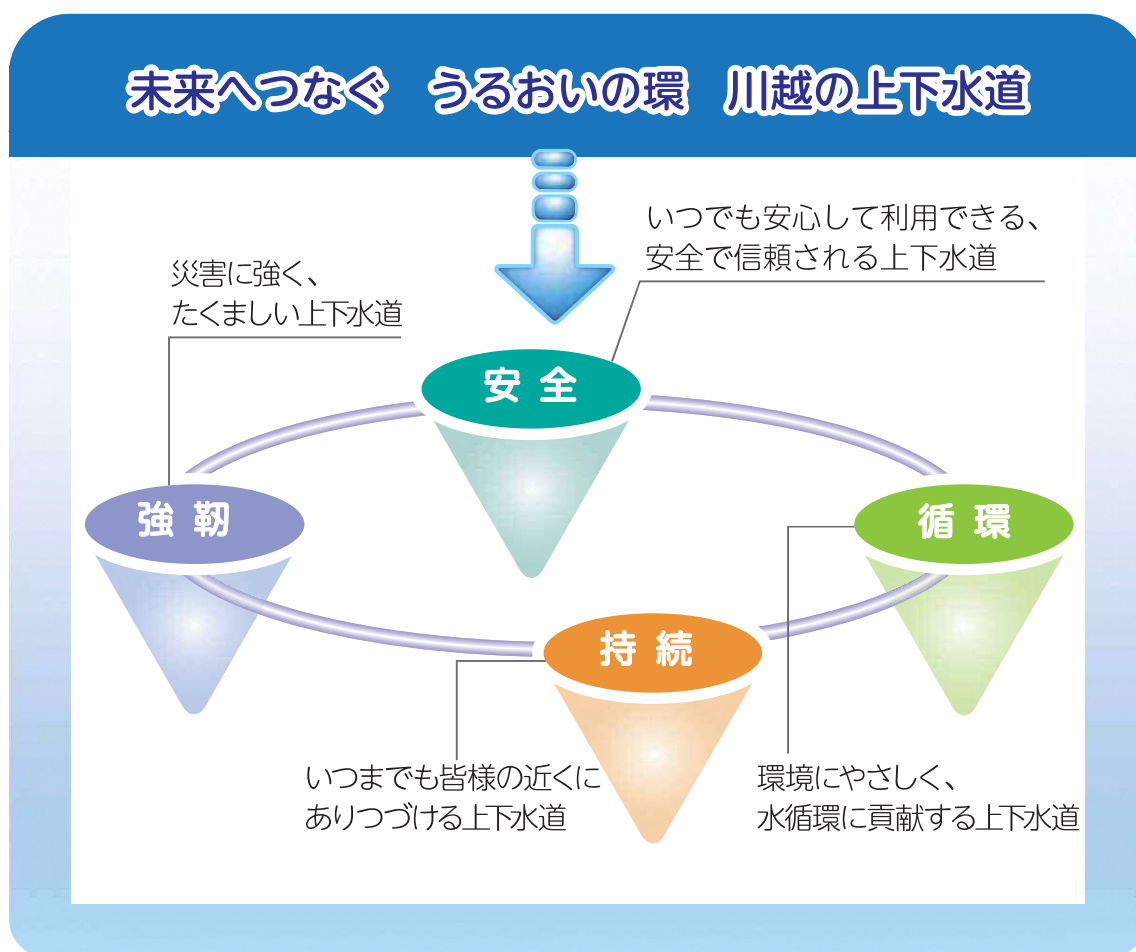 未来へつなぐ うるおいの環 川越の上下水道
いつでも安心して利用できる、
安全で信頼される上下水道
災害に強く、
たくましい上下水道
安全
強靭
循環
持続
いつまでも皆様の近くに
ありつづける上下水道
環境にやさしく、
水循環に貢献する上下水道